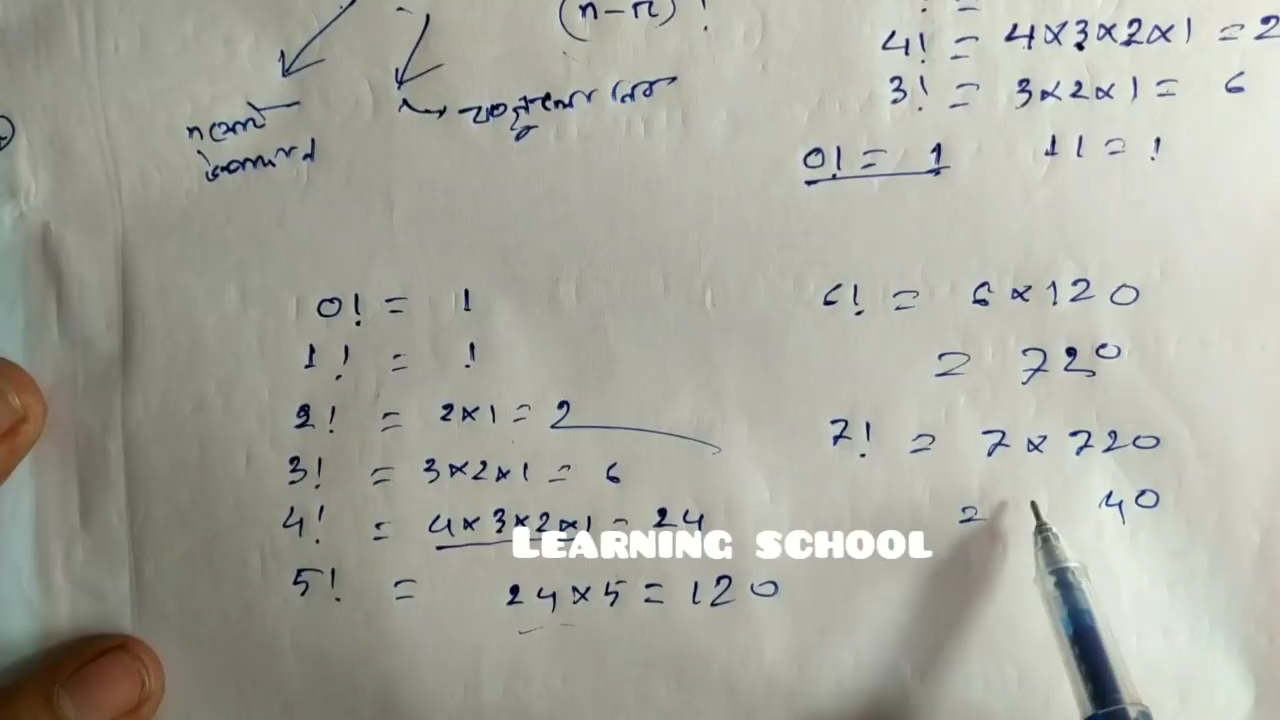 (n-r)!
4! = 4×3×2×1 = 2
3! = 3×2×1 = 6
0! = 1 1! = 1
0! = 1
1! = 1
2! = 2×1 = 2
3! = 3×2×1 = 6
4! = 4×3×2×1 = 24
5! = 24×5 = 120
6! = 6×120
= 720
7! = 7×720
= 40
LEARNING SCHOOL